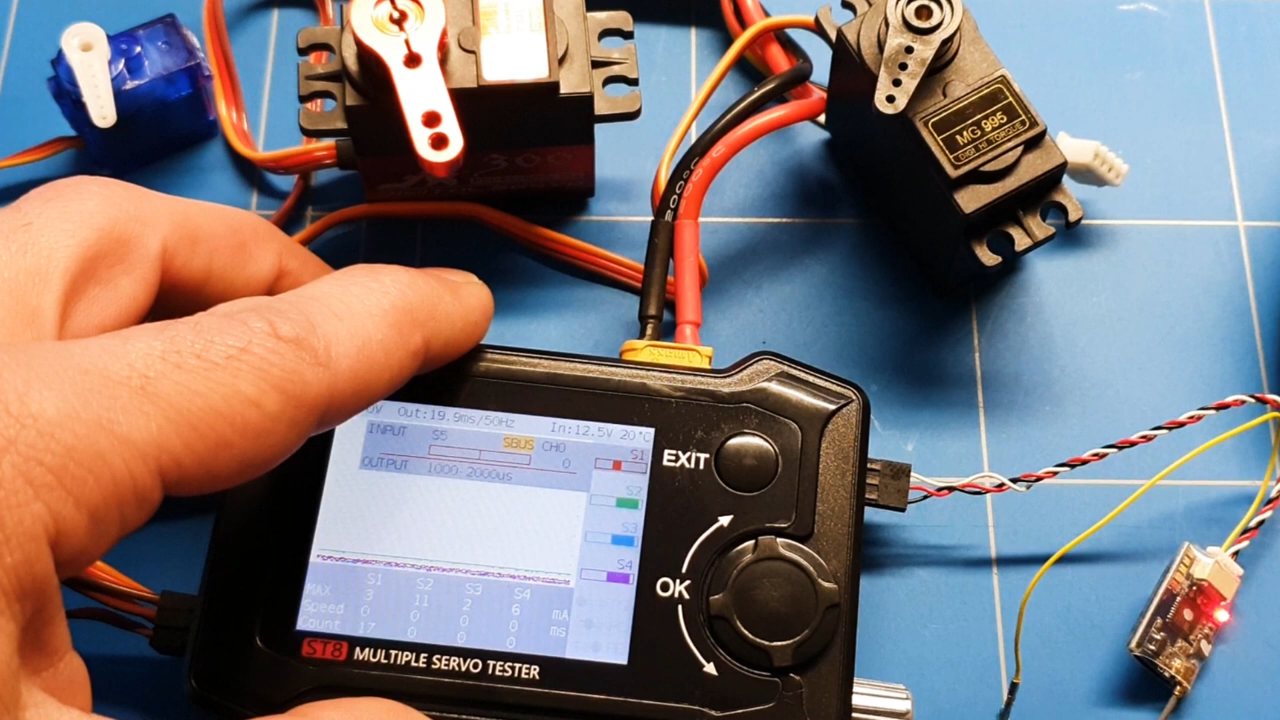 MG 995
DIGI HI TORQUE
30C
200°C
Out:19.9ms/50Hz In:12.5V 20°C
INPUT S5 SBUS CH0
0
OUTPUT 1000-2000us
S1
S2
S3
S4
S1 S2 S3 S4
MAX 3 11 2 6 mA
Speed 0 0 0 0 ms
Count 17 0 0 0
EXIT
OK
ST8 MULTIPLE SERVO TESTER